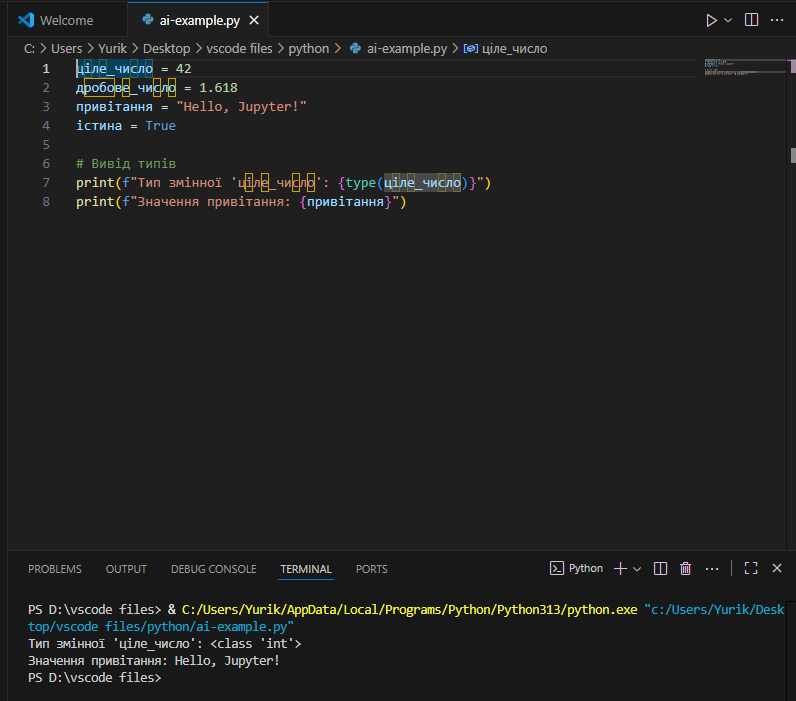 Welcome
ai-example.py
C: > Users > Yurik > Desktop > vscode files > python > ai-example.py > ціле_число
1 ціле_число = 42
2 дробове_число = 1.618
3 привітання = "Hello, Jupyter!"
4 істина = True
5
6 # Вивід типів
7 print(f"Тип змінної 'ціле_число': {type(ціле_число)}")
8 print(f"Значення привітання: {привітання}")
PROBLEMS OUTPUT DEBUG CONSOLE TERMINAL PORTS Python
PS D:\vscode files> & C:/Users/Yurik/AppData/Local/Programs/Python/Python313/python.exe "c:/Users/Yurik/Desk
top/vscode files/python/ai-example.py"
Тип змінної 'ціле_число': <class 'int'>
Значення привітання: Hello, Jupyter!
PS D:\vscode files>